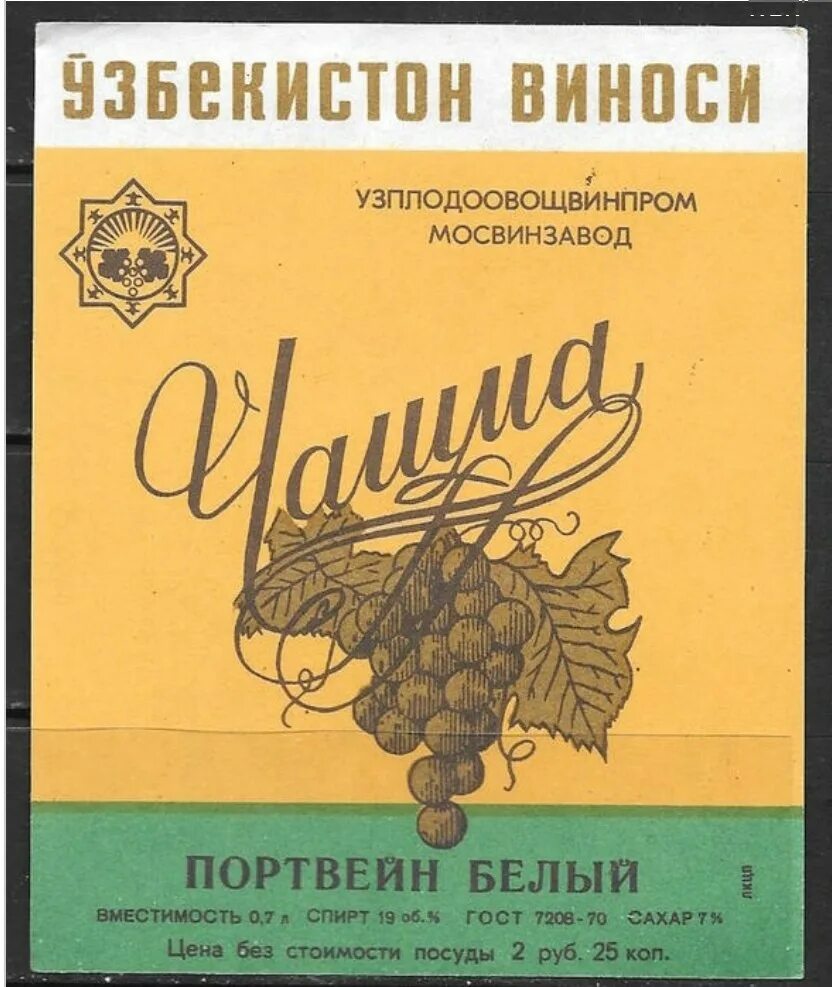 ЎЗБЕКИСТОН ВИНОСИ
УЗПЛОДООВОЩВИНПРОМ
МОСВИНЗАВОД
Чашма
ПОРТВЕЙН БЕЛЫЙ
ЛКЦП
ВМЕСТИМОСТЬ 0,7 л СПИРТ 19 об.% ГОСТ 7208-70 САХАР 7%
Цена без стоимости посуды 2 руб. 25 коп.